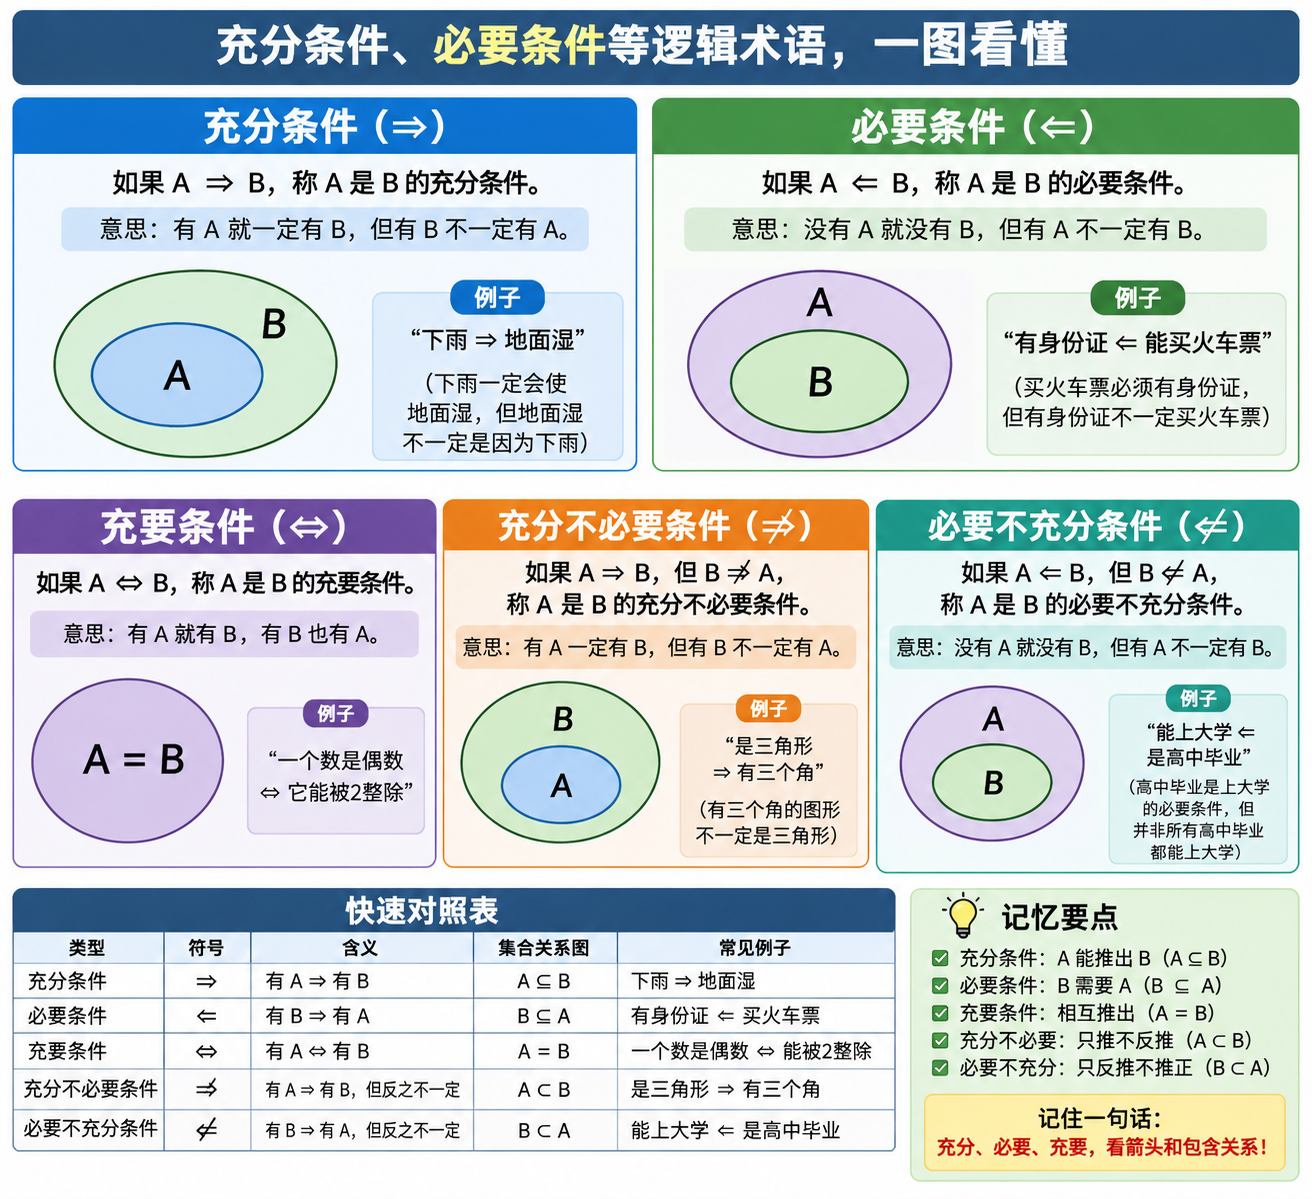 充分条件、必要条件等逻辑术语，一图看懂
充分条件（⇒）
如果 A ⇒ B，称 A 是 B 的充分条件。
意思：有 A 就一定有 B，但有 B 不一定有 A。
B
A
例子
“下雨 ⇒ 地面湿”
（下雨一定会使
地面湿，但地面湿
不一定是因为下雨）
必要条件（⇐）
如果 A ⇐ B，称 A 是 B 的必要条件。
意思：没有 A 就没有 B，但有 A 不一定有 B。
A
B
例子
“有身份证 ⇐ 能买火车票”
（买火车票必须有身份证，
但有身份证不一定买火车票）
充要条件（⇔）
如果 A ⇔ B，称 A 是 B 的充要条件。
意思：有 A 就有 B，有 B 也有 A。
A = B
例子
“一个数是偶数
⇔ 它能被2整除”
充分不必要条件（⇏）
如果 A ⇒ B，但 B ⇏ A，
称 A 是 B 的充分不必要条件。
意思：有 A 一定有 B，但有 B 不一定有 A。
B
A
例子
“是三角形
⇒ 有三个角”
（有三个角的图形
不一定是三角形）
必要不充分条件（⇍）
如果 A ⇐ B，但 B ⇍ A，
称 A 是 B 的必要不充分条件。
意思：没有 A 就没有 B，但有 A 不一定有 B。
A
B
例子
“能上大学 ⇐
是高中毕业”
（高中毕业是上大学
的必要条件，但
并非所有高中毕业
都能上大学）
快速对照表
类型 符号 含义 集合关系图 常见例子
充分条件 ⇒ 有 A ⇒ 有 B A ⊆ B 下雨 ⇒ 地面湿
必要条件 ⇐ 有 B ⇒ 有 A B ⊆ A 有身份证 ⇐ 买火车票
充要条件 ⇔ 有 A ⇔ 有 B A = B 一个数是偶数 ⇔ 能被2整除
充分不必要条件 ⇏ 有 A ⇒ 有 B，但反之不一定 A ⊂ B 是三角形 ⇒ 有三个角
必要不充分条件 ⇍ 有 B ⇒ 有 A，但反之不一定 B ⊂ A 能上大学 ⇐ 是高中毕业
记忆要点
充分条件：A 能推出 B（A ⊆ B）
必要条件：B 需要 A（B ⊆ A）
充要条件：相互推出（A = B）
充分不必要：只推不反推（A ⊂ B）
必要不充分：只反推不推正（B ⊂ A）
记住一句话：
充分、必要、充要，看箭头和包含关系！